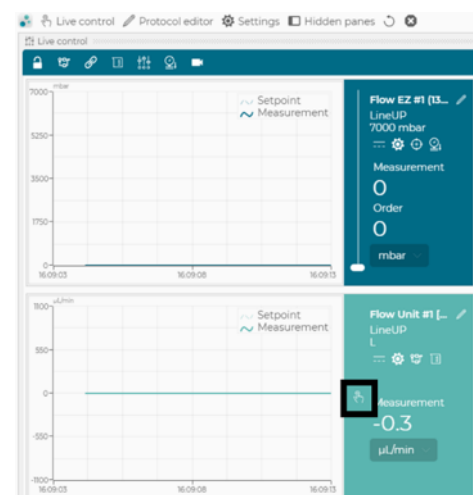 Live control Protocol editor Settings Hidden panes
Live control
mbar
7000
5250
3500
1750
0
16:09:03 16:09:08 16:09:13
Setpoint
Measurement
Flow EZ #1 (13...
LineUP
7000 mbar
Measurement
0
Order
0
mbar
µL/min
1100
550
0
-550
-1100
16:09:03 16:09:08 16:09:13
Setpoint
Measurement
Flow Unit #1 [...
LineUP
L
Measurement
-0.3
µL/min